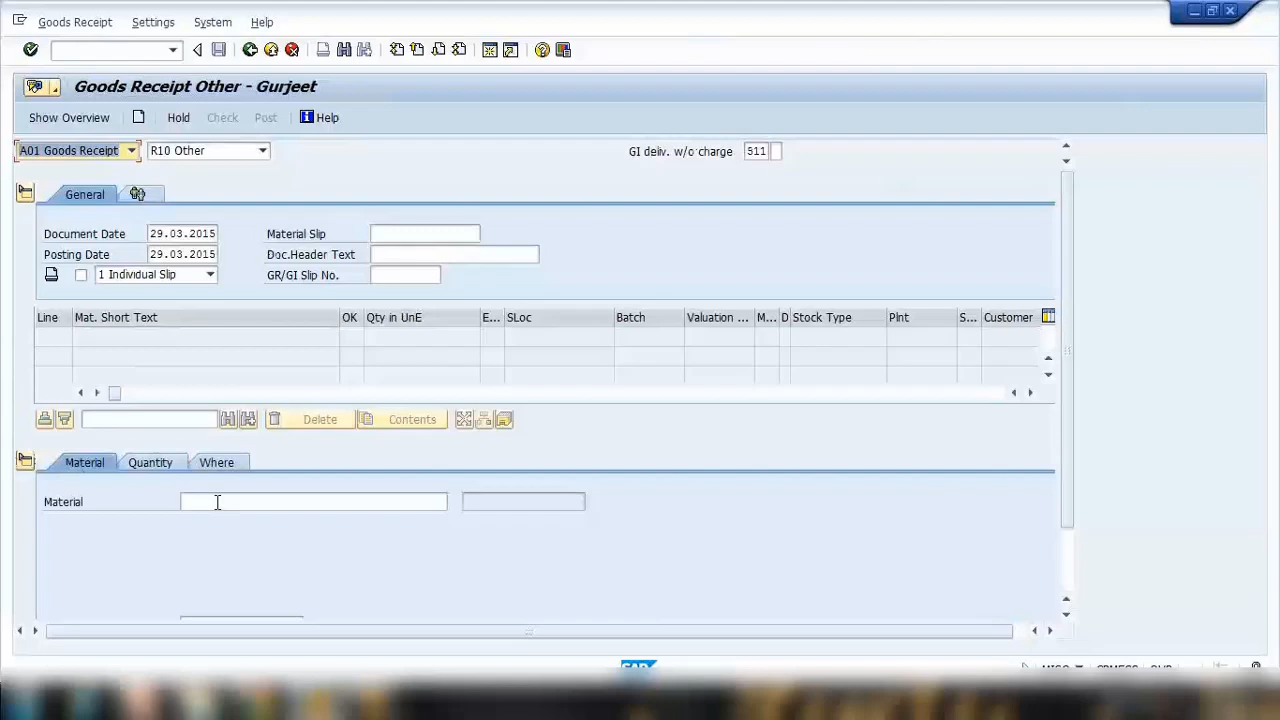 Goods Receipt Settings System Help
Goods Receipt Other - Gurjeet
Show Overview Hold Check Post Help
A01 Goods Receipt R10 Other GI deliv. w/o charge 511
General
Document Date 29.03.2015 Material Slip
Posting Date 29.03.2015 Doc.Header Text
1 Individual Slip GR/GI Slip No.
Line Mat. Short Text OK Qty in UnE E... SLoc Batch Valuation ... M... D Stock Type Plnt S... Customer
Delete Contents
Material Quantity Where
Material
SAP